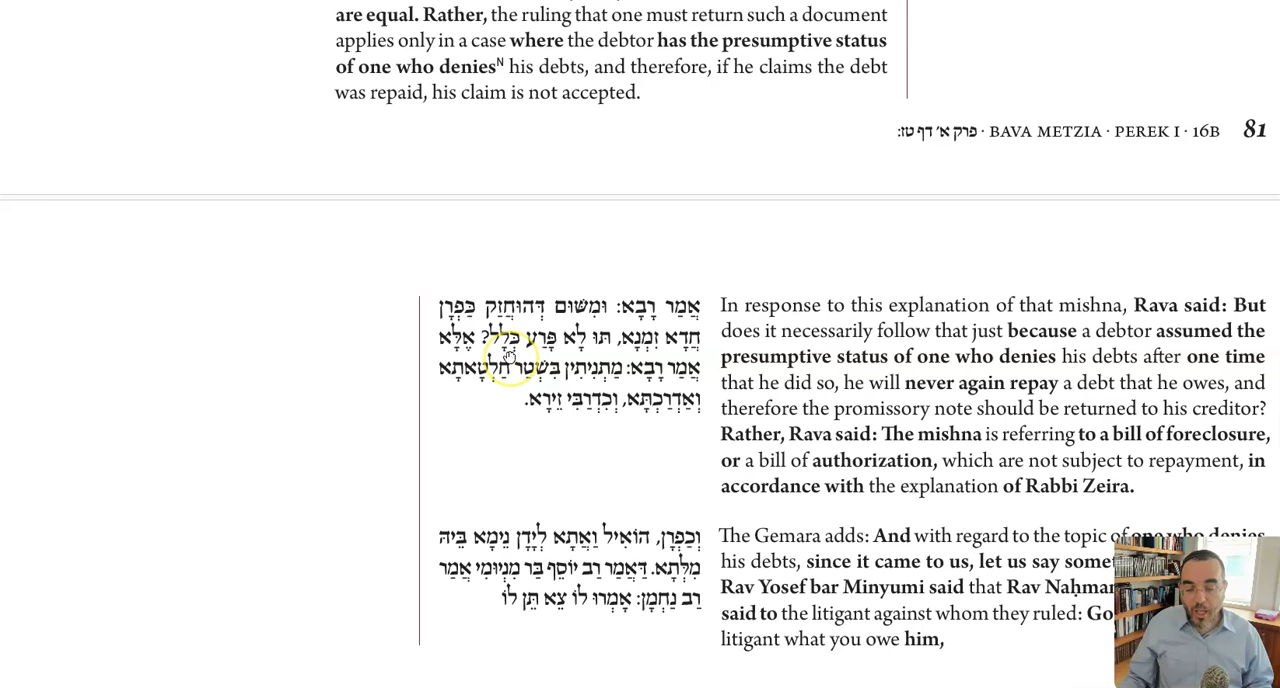 are equal. Rather, the ruling that one must return such a document
applies only in a case where the debtor has the presumptive status
of one who deniesᴺ his debts, and therefore, if he claims the debt
was repaid, his claim is not accepted.
פרק א׳ דף טז: · BAVA METZIA · PEREK I · 16B 81
אֲמַר רָבָא: וּמִשּׁוּם דְּהוּחְזַק כַּפְרָן
חֲדָא זִמְנָא, תּוּ לָא פָּרַע כְּלָל? אֶלָּא
אֲמַר רָבָא: מַתְנִיתִין בִּשְׁטַר חַלְטָאתָא
וְאַדְרַכְתָּא, וְכִדְרַבִּי זֵירָא.
In response to this explanation of that mishna, Rava said: But
does it necessarily follow that just because a debtor assumed the
presumptive status of one who denies his debts after one time
that he did so, he will never again repay a debt that he owes, and
therefore the promissory note should be returned to his creditor?
Rather, Rava said: The mishna is referring to a bill of foreclosure,
or a bill of authorization, which are not subject to repayment, in
accordance with the explanation of Rabbi Zeira.
וְכַפְרָן, הוֹאִיל וַאֲתָא לְיָדָן נֵימָא בֵּיהּ
מִלְּתָא. דַּאֲמַר רַב יוֹסֵף בַּר מִנְיוּמִי אֲמַר
רַב נַחְמָן: אָמְרוּ לוֹ צֵא תֵּן לוֹ
The Gemara adds: And with regard to the topic of one who denies
his debts, since it came to us, let us say
Rav Yosef bar Minyumi said that Rav
said to the litigant against whom they ruled:
litigant what you owe him,